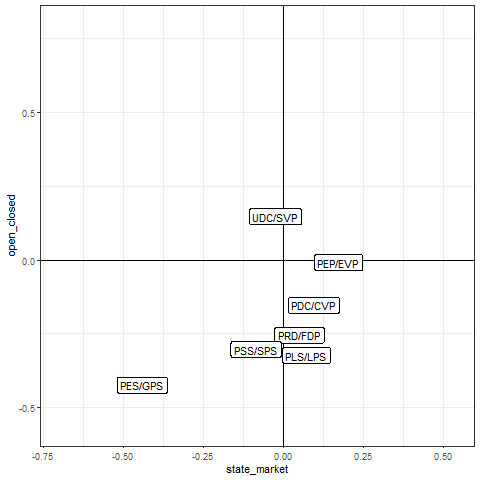 0.5
UDC/SVP
open_closed
0.0
PEP/EVP
PDC/CVP
PRD/FDP
PSS/SPS
PLS/LPS
PES/GPS
-0.5
-0.75
-0.50
-0.25
0.00
0.25
0.50
state_market